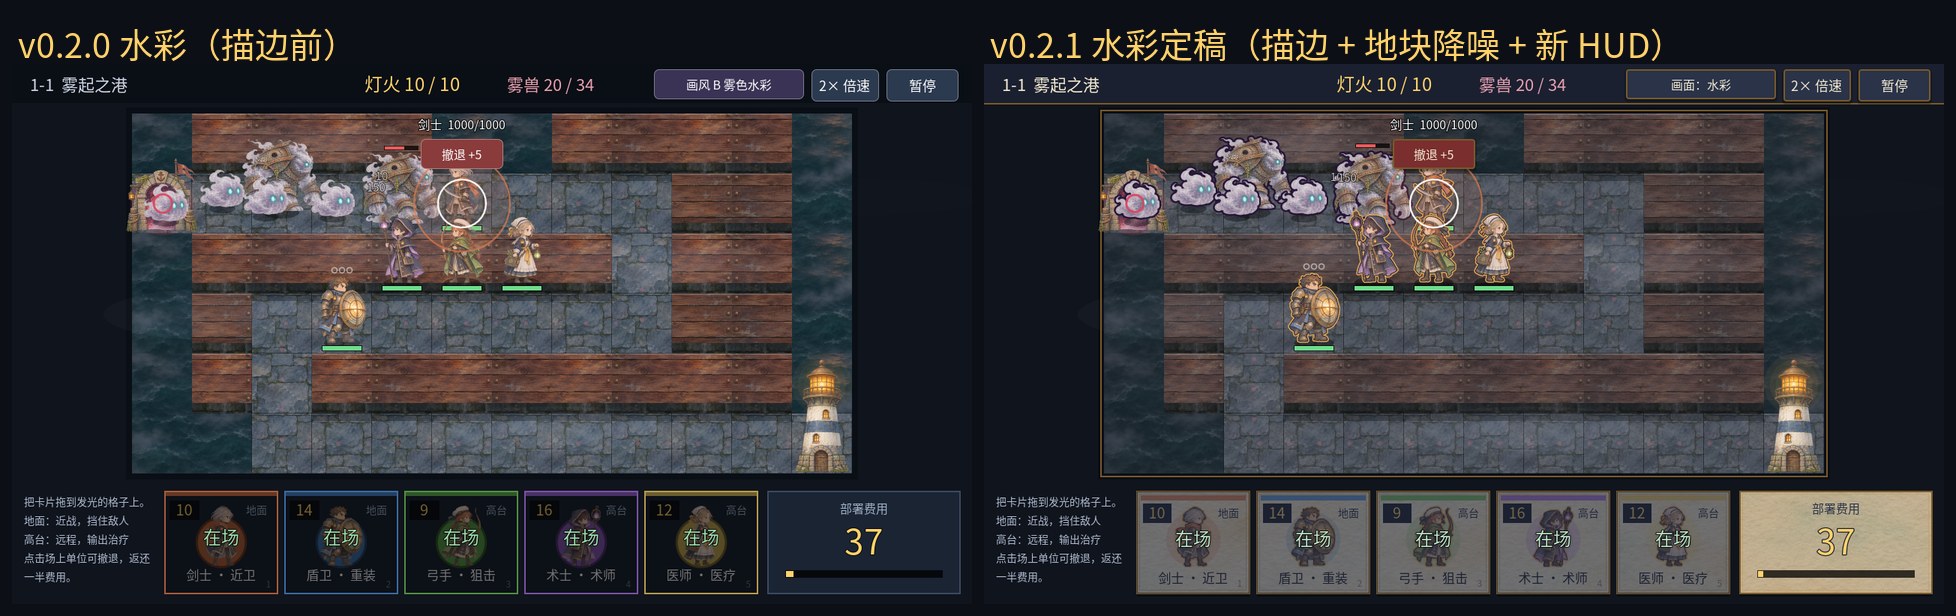 v0.2.0 水彩（描边前）
1-1 雾起之港
灯火 10 / 10
雾兽 20 / 34
画风 B 雾色水彩
2× 倍速
暂停
剑士 1000/1000
撤退 +5
把卡片拖到发光的格子上。
地面：近战，挡住敌人
高台：远程，输出治疗
点击场上单位可撤退，返还
一半费用。
10
地面
在场
剑士 · 近卫
1
14
地面
在场
盾卫 · 重装
2
9
高台
在场
弓手 · 狙击
3
16
高台
在场
术士 · 术师
4
12
高台
在场
医师 · 医疗
5
部署费用
37
v0.2.1 水彩定稿（描边 + 地块降噪 + 新 HUD）
1-1 雾起之港
灯火 10 / 10
雾兽 20 / 34
画面：水彩
2× 倍速
暂停
剑士 1000/1000
撤退 +5
把卡片拖到发光的格子上。
地面：近战，挡住敌人
高台：远程，输出治疗
点击场上单位可撤退，返还
一半费用。
10
地面
在场
剑士 · 近卫
1
14
地面
在场
盾卫 · 重装
2
9
高台
在场
弓手 · 狙击
3
16
高台
在场
术士 · 术师
4
12
高台
在场
医师 · 医疗
5
部署费用
37